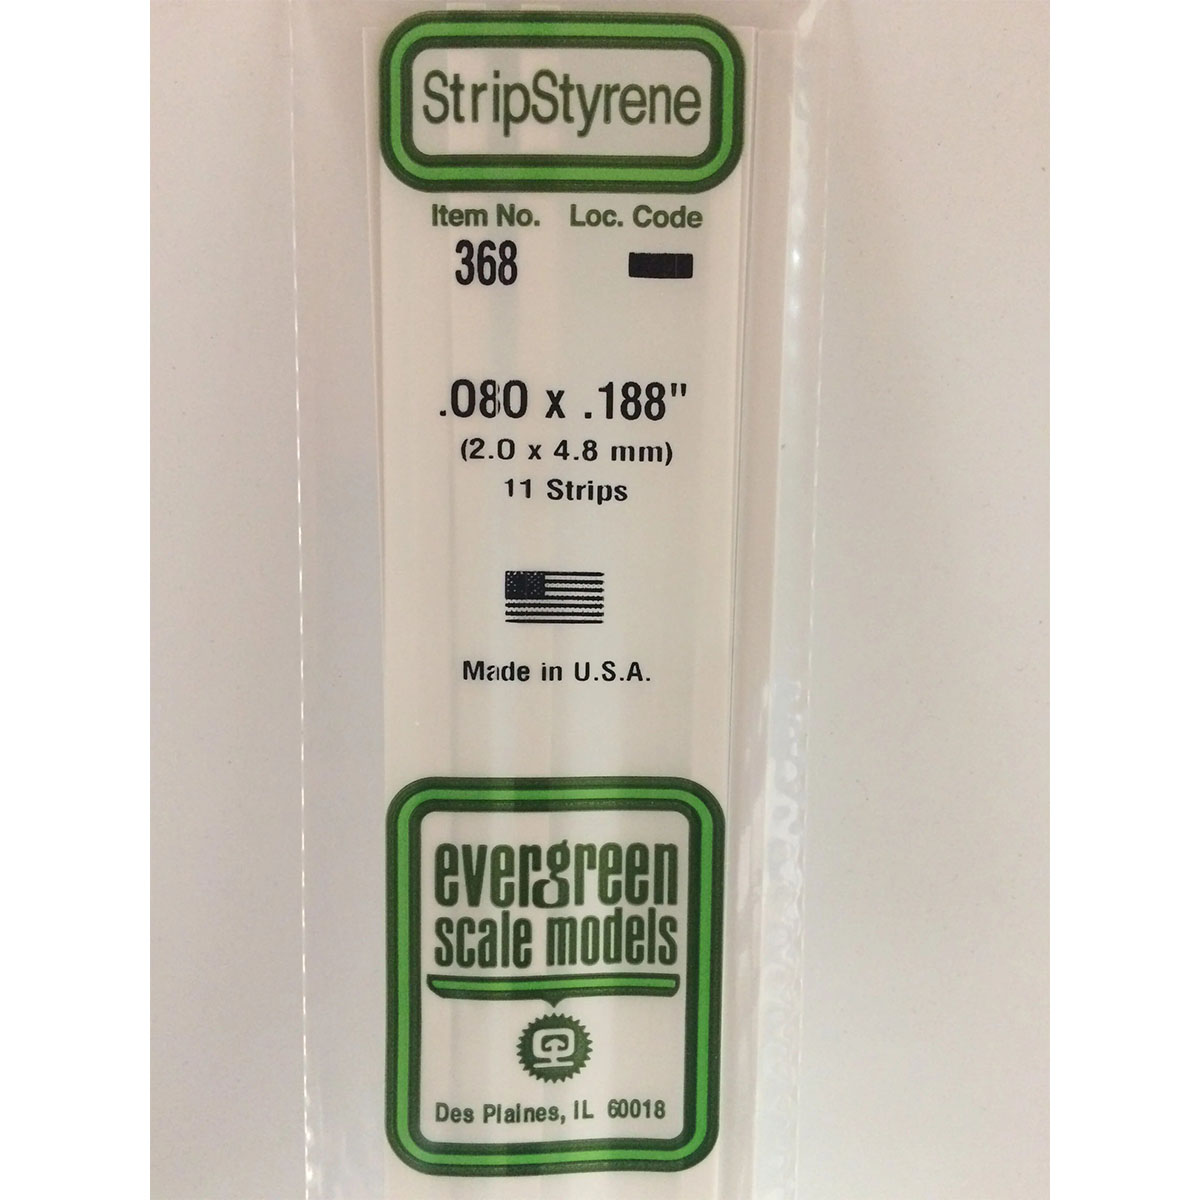 StripStyrene
Item No. Loc. Code
368
.080 x .188"
(2.0 x 4.8 mm)
11 Strips
Made in U.S.A.
evergreen
scale models
Des Plaines, IL 60018